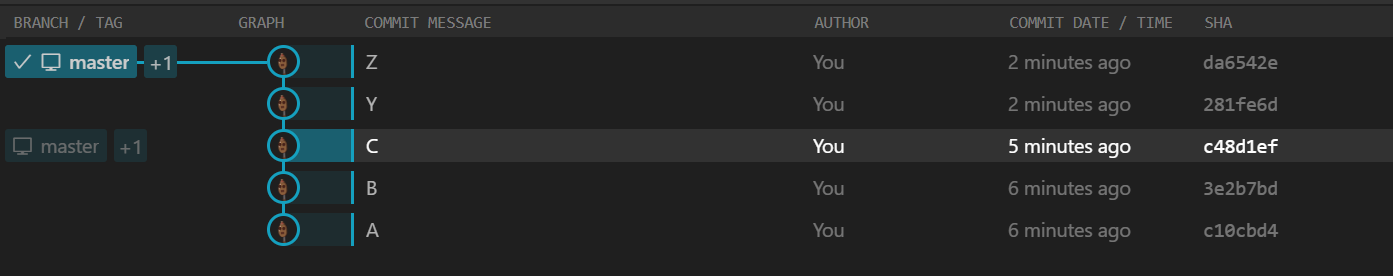 BRANCH / TAG GRAPH COMMIT MESSAGE AUTHOR COMMIT DATE / TIME SHA
master +1 Z You 2 minutes ago da6542e
Y You 2 minutes ago 281fe6d
master +1 C You 5 minutes ago c48d1ef
B You 6 minutes ago 3e2b7bd
A You 6 minutes ago c10cbd4